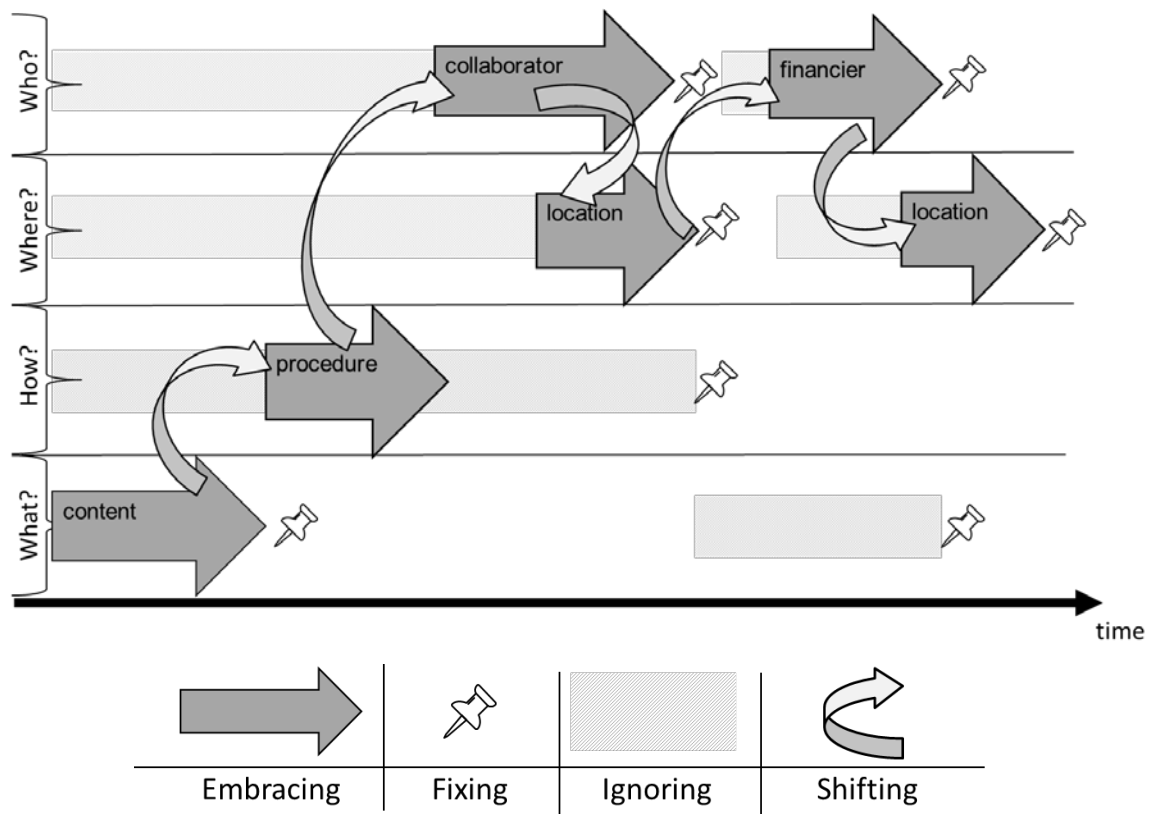 Who?
collaborator
financier
Where?
location
location
How?
procedure
What?
content
time
Embracing
Fixing
Ignoring
Shifting